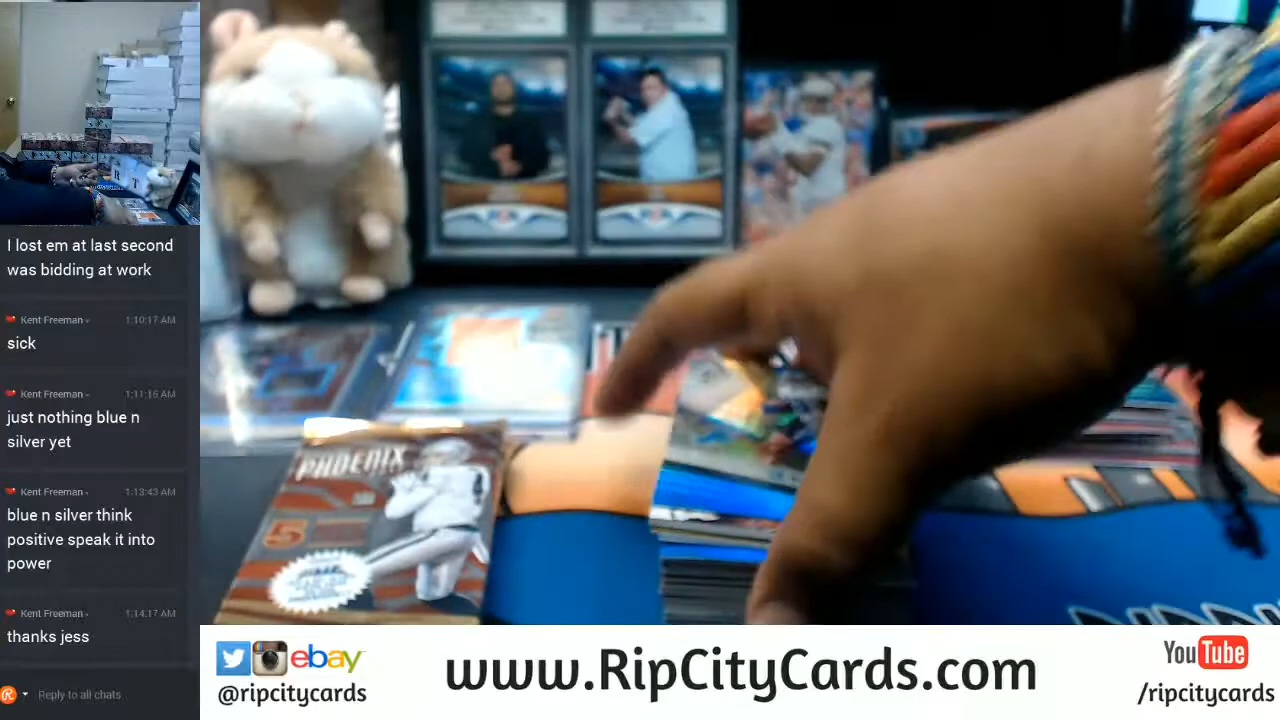 I lost em at last second
was bidding at work
Kent Freeman 1:10:17 AM
sick
Kent Freeman 1:11:16 AM
just nothing blue n
silver yet
Kent Freeman 1:13:43 AM
blue n silver think
positive speak it into
power
Kent Freeman 1:14:17 AM
thanks jess
Reply to all chats
PHOENIX
5
ebay
@ripcitycards
www.RipCityCards.com
YouTube
/ripcitycards